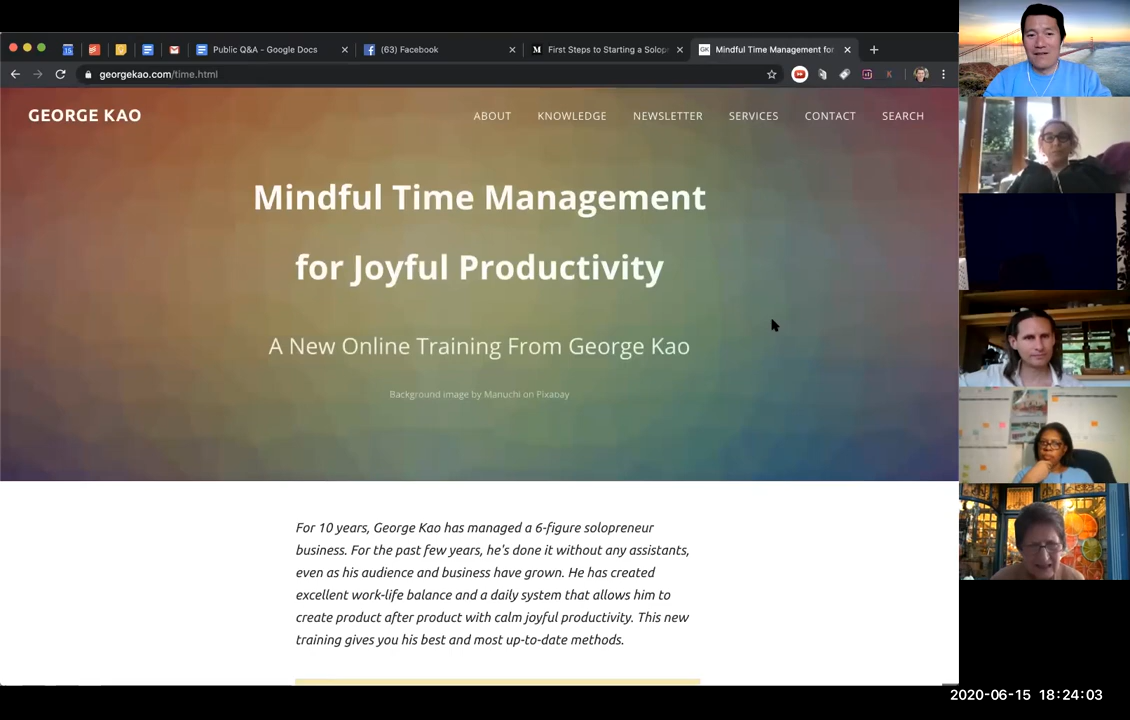 Public Q&A - Google Docs
(63) Facebook
First Steps to Starting a Solopr
Mindful Time Management for
georgekao.com/time.html
GEORGE KAO
ABOUT
KNOWLEDGE
NEWSLETTER
SERVICES
CONTACT
SEARCH
Mindful Time Management
for Joyful Productivity
A New Online Training From George Kao
Background image by Manuchi on Pixabay
For 10 years, George Kao has managed a 6-figure solopreneur
business. For the past few years, he's done it without any assistants,
even as his audience and business have grown. He has created
excellent work-life balance and a daily system that allows him to
create product after product with calm joyful productivity. This new
training gives you his best and most up-to-date methods.
2020-06-15 18:24:03